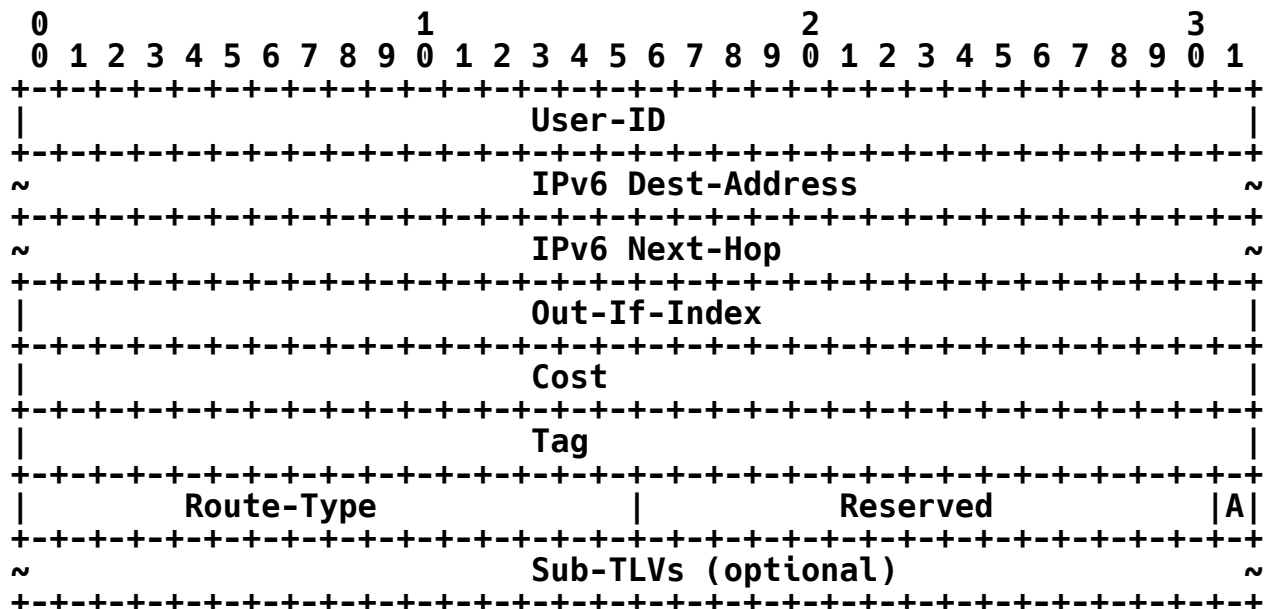 0                   1                   2                   3
 0 1 2 3 4 5 6 7 8 9 0 1 2 3 4 5 6 7 8 9 0 1 2 3 4 5 6 7 8 9 0 1
+-+-+-+-+-+-+-+-+-+-+-+-+-+-+-+-+-+-+-+-+-+-+-+-+-+-+-+-+-+-+-+-+
|                          User-ID                              |
+-+-+-+-+-+-+-+-+-+-+-+-+-+-+-+-+-+-+-+-+-+-+-+-+-+-+-+-+-+-+-+-+
~                          IPv6 Dest-Address                    ~
+-+-+-+-+-+-+-+-+-+-+-+-+-+-+-+-+-+-+-+-+-+-+-+-+-+-+-+-+-+-+-+-+
~                          IPv6 Next-Hop                        ~
+-+-+-+-+-+-+-+-+-+-+-+-+-+-+-+-+-+-+-+-+-+-+-+-+-+-+-+-+-+-+-+-+
|                          Out-If-Index                         |
+-+-+-+-+-+-+-+-+-+-+-+-+-+-+-+-+-+-+-+-+-+-+-+-+-+-+-+-+-+-+-+-+
|                          Cost                                 |
+-+-+-+-+-+-+-+-+-+-+-+-+-+-+-+-+-+-+-+-+-+-+-+-+-+-+-+-+-+-+-+-+
|                          Tag                                  |
+-+-+-+-+-+-+-+-+-+-+-+-+-+-+-+-+-+-+-+-+-+-+-+-+-+-+-+-+-+-+-+-+
|        Route-Type             |          Reserved           |A|
+-+-+-+-+-+-+-+-+-+-+-+-+-+-+-+-+-+-+-+-+-+-+-+-+-+-+-+-+-+-+-+-+
~                          Sub-TLVs (optional)                  ~
+-+-+-+-+-+-+-+-+-+-+-+-+-+-+-+-+-+-+-+-+-+-+-+-+-+-+-+-+-+-+-+-+